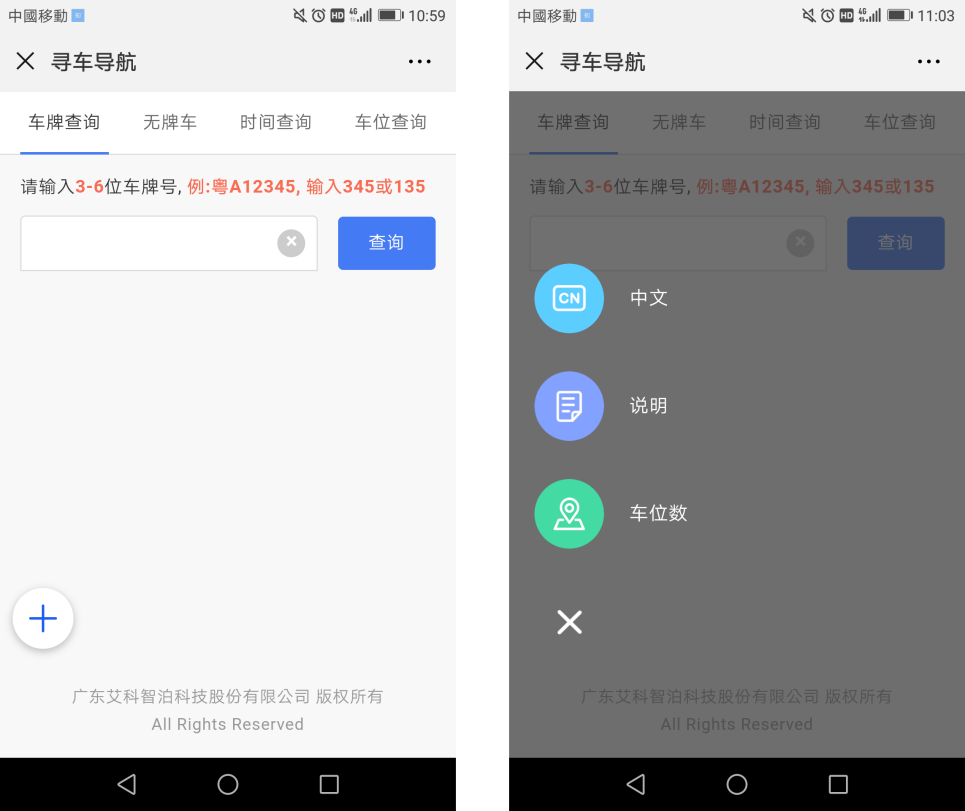 中國移動 HD 4G 10:59
寻车导航
车牌查询 无牌车 时间查询 车位查询
请输入3-6位车牌号, 例:粤A12345, 输入345或135
查询
广东艾科智泊科技股份有限公司 版权所有
All Rights Reserved
中國移動 HD 4G 11:03
寻车导航
车牌查询 无牌车 时间查询 车位查询
请输入3-6位车牌号, 例:粤A12345, 输入345或135
查询
CN 中文
说明
车位数
广东艾科智泊科技股份有限公司 版权所有
All Rights Reserved